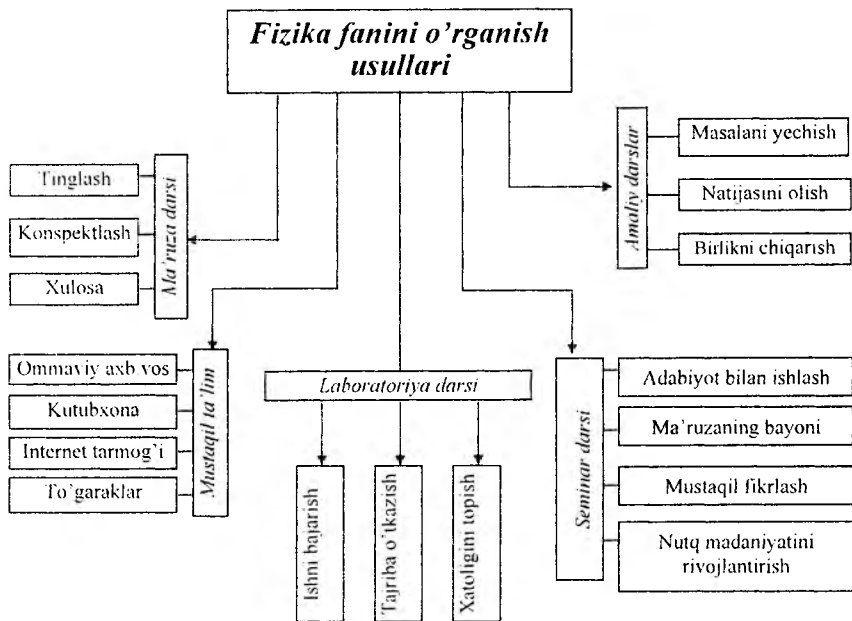 Fizika fanini o'rganish
usullari
Ma'ruza darsi
Tinglash
Konspektlash
Xulosa
Mustaqil ta'lim
Ommaviy axb vos
Kutubxona
Internet tarmog'i
To'garaklar
Laboratoriya darsi
Ishni bajarish
Tajriba o'tkazish
Xatoligini topish
Seminar darsi
Adabiyot bilan ishlash
Ma'ruzaning bayoni
Mustaqil fikrlash
Nutq madaniyatini
rivojlantirish
Amaliy darslar
Masalani yechish
Natijasini olish
Birlikni chiqarish